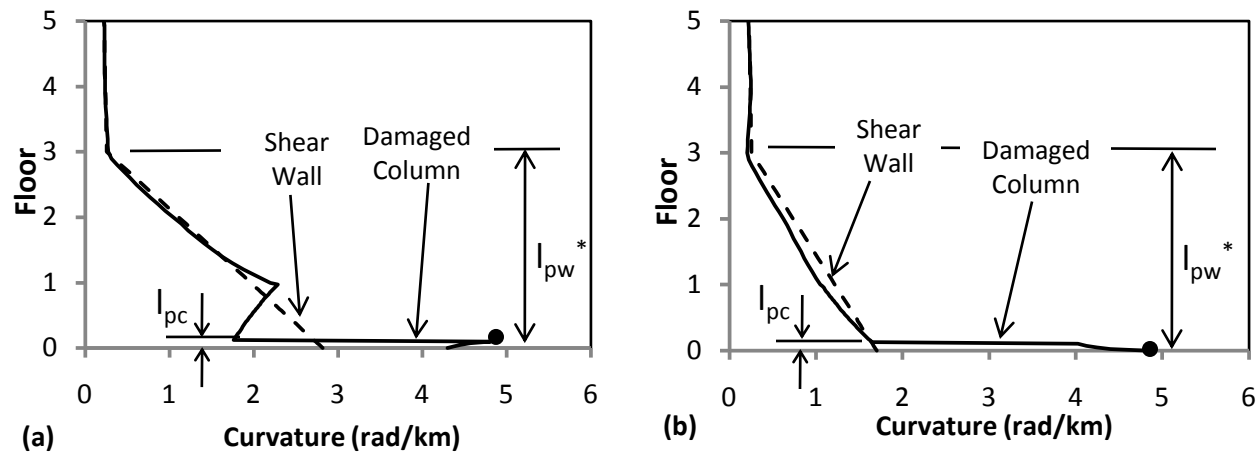 5
4
3
2
1
0
Floor
Shear
Wall
Damaged
Column
lpw*
lpc
0 1 2 3 4 5 6
(a) Curvature (rad/km)
5
4
3
2
1
0
Floor
Shear
Wall
Damaged
Column
lpw*
lpc
0 1 2 3 4 5 6
(b) Curvature (rad/km)